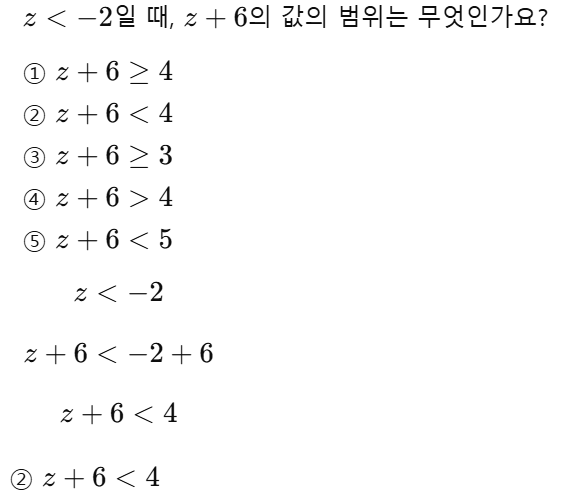 z < −2일 때, z + 6의 값의 범위는 무엇인가요?
① z + 6 ≥ 4
② z + 6 < 4
③ z + 6 ≥ 3
④ z + 6 > 4
⑤ z + 6 < 5
z < −2
z + 6 < −2 + 6
z + 6 < 4
② z + 6 < 4